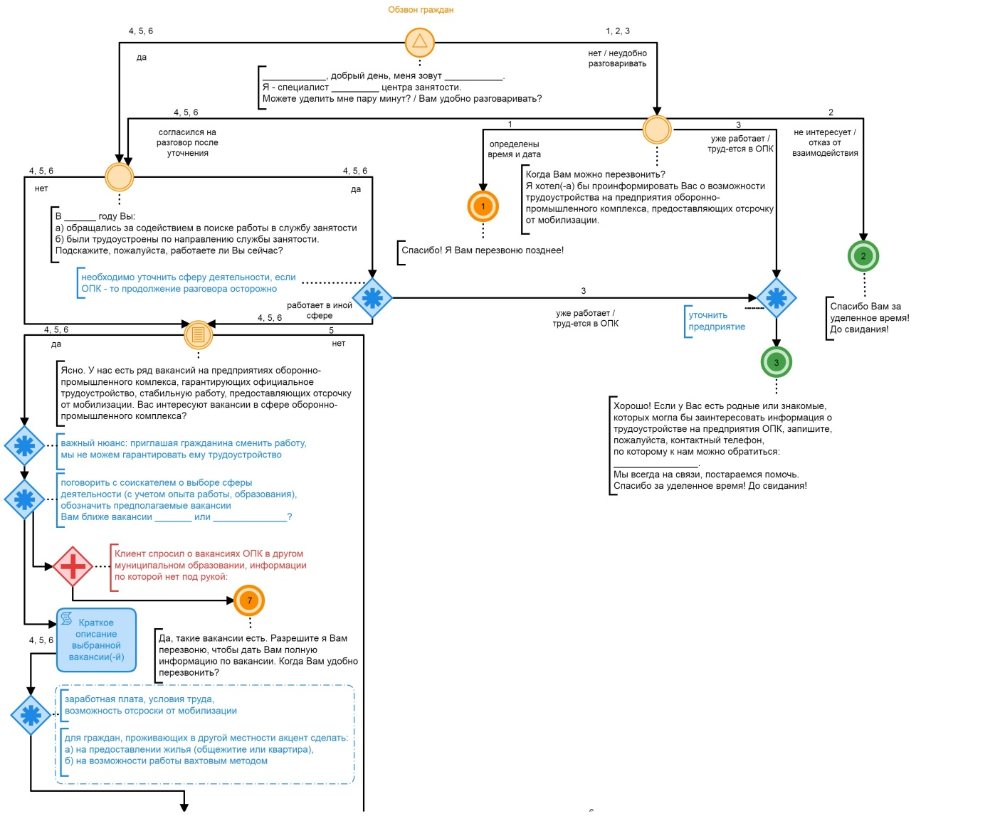 Обзвон граждан
4, 5, 6
1, 2, 3
да
нет / неудобно
разговаривать
____________, добрый день, меня зовут ___________.
Я - специалист _________ центра занятости.
Можете уделить мне пару минут? / Вам удобно разговаривать?
4, 5, 6
2
1
3
согласился на
разговор после
уточнения
определены
время и дата
уже работает /
труд-ется в ОПК
не интересует /
отказ от
взаимодействия
4, 5, 6
нет
4, 5, 6
да
Когда Вам можно перезвонить?
Я хотел(-а) бы проинформировать Вас о возможности
трудоустройства на предприятия оборонно-
промышленного комплекса, предоставляющих отсрочку
от мобилизации.
1
В ______ году Вы:
а) обращались за содействием в поиске работы в службу занятости
б) были трудоустроены по направлению службы занятости.
Подскажите, пожалуйста, работаете ли Вы сейчас?
Спасибо! Я Вам перезвоню позднее!
2
необходимо уточнить сферу деятельности, если
ОПК - то продолжение разговора осторожно
3
работает в иной
сфере
4, 5, 6
уже работает /
труд-ется в ОПК
уточнить
предприятие
Спасибо Вам за
уделенное время!
До свидания!
4, 5, 6
да
5
нет
3
Ясно. У нас есть ряд вакансий на предприятиях оборонно-
промышленного комлекса, гарантирующих официальное
трудоустройство, стабильную работу, предоставляющих отсрочку
от мобилизации. Вас интересуют вакансии в сфере оборонно-
промышленного комплекса?
Хорошо! Если у Вас есть родные или знакомые,
которых могла бы заинтересовать информация о
трудоустройстве на предприятия ОПК, запишите,
пожалуйста, контактный телефон,
по которому к нам можно обратиться:
________________.
Мы всегда на связи, постараемся помочь.
Спасибо за уделенное время! До свидания!
важный нюанс: приглашая гражданина сменить работу,
мы не можем гарантировать ему трудоустройство
поговорить с соискателем о выборе сферы
деятельности (с учетом опыта работы, образования),
обозначить предполагаемые вакансии
Вам ближе вакансии _______ или ______________?
Клиент спросил о вакансиях ОПК в другом
муниципальном образовании, информации
по которой нет под рукой:
7
Краткое
описание
выбранной
вакансии(-й)
4, 5, 6
Да, такие вакансии есть. Разрешите я Вам
перезвоню, чтобы дать Вам полную
информацию по вакансии. Когда Вам удобно
перезвонить?
заработная плата, условия труда,
возможность отсроски от мобилизации
для граждан, проживающих в другой местности акцент сделать:
а) на предоставлении жилья (общежитие или квартира),
б) на возможности работы вахтовым методом